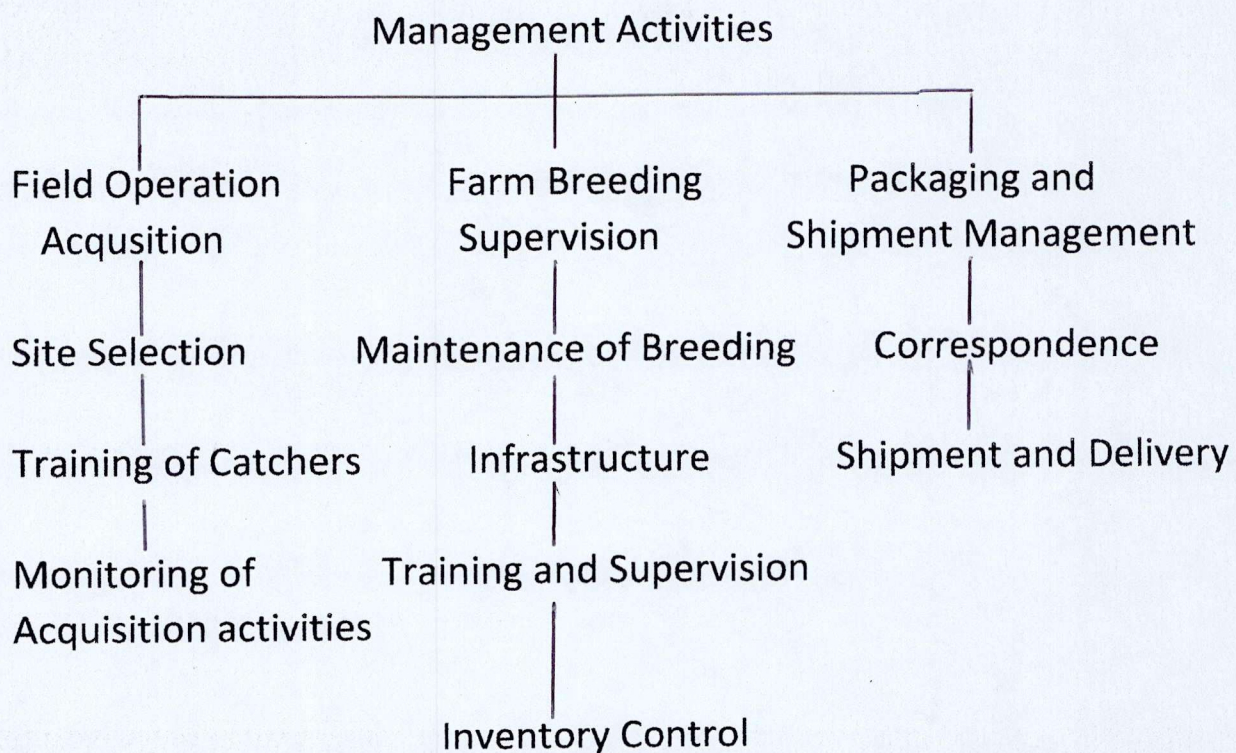 Management Activities
Field Operation
Acqusition
Site Selection
Training of Catchers
Monitoring of
Acquisition activities
Farm Breeding
Supervision
Maintenance of Breeding
Infrastructure
Training and Supervision
Inventory Control
Packaging and
Shipment Management
Correspondence
Shipment and Delivery